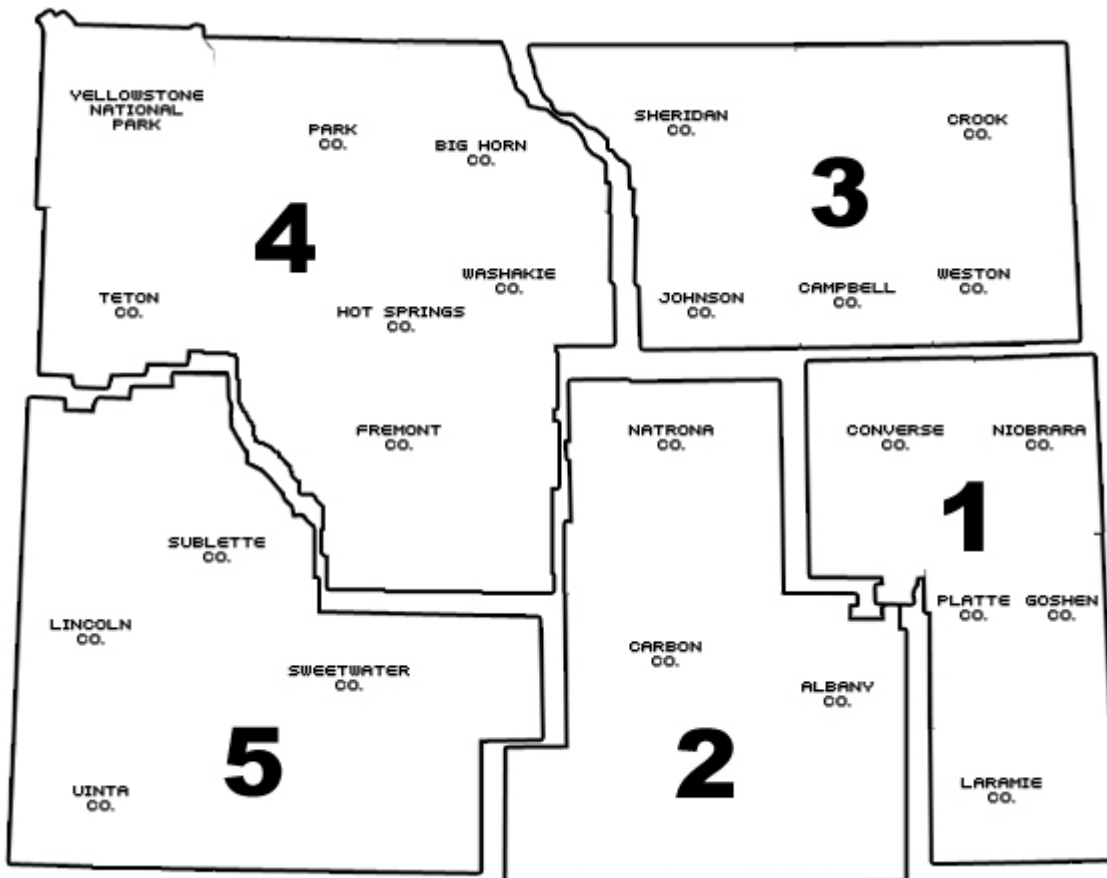 YELLOWSTONE
NATIONAL
PARK
PARK
CO.
BIG HORN
CO.
4
TETON
CO.
HOT SPRINGS
CO.
WASHAKIE
CO.
FREMONT
CO.
SHERIDAN
CO.
CROOK
CO.
3
JOHNSON
CO.
CAMPBELL
CO.
WESTON
CO.
NATRONA
CO.
CARBON
CO.
ALBANY
CO.
2
CONVERSE
CO.
NIOBRARA
CO.
1
PLATTE
CO.
GOSHEN
CO.
LARAMIE
CO.
SUBLETTE
CO.
LINCOLN
CO.
SWEETWATER
CO.
5
UINTA
CO.